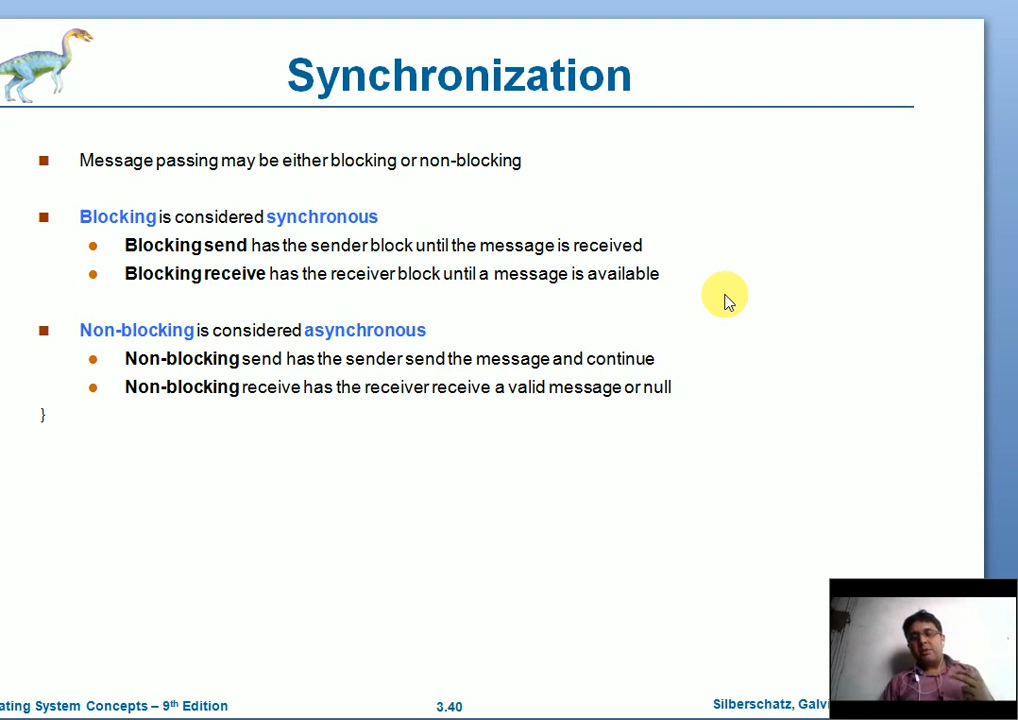 Synchronization
Message passing may be either blocking or non-blocking
Blocking is considered synchronous
Blocking send has the sender block until the message is received
Blocking receive has the receiver block until a message is available
Non-blocking is considered asynchronous
Non-blocking send has the sender send the message and continue
Non-blocking receive has the receiver receive a valid message or null
}
ating System Concepts – 9th Edition
3.40
Silberschatz, Galvi